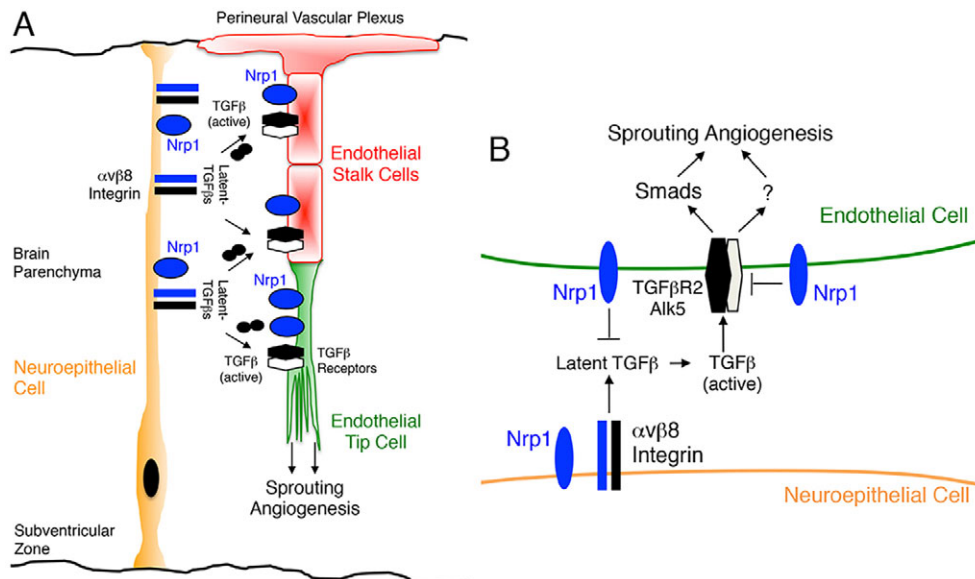 A
Perineural Vascular Plexus
Nrp1
TGFβ
(active)
Nrp1
Endothelial
Stalk Cells
αvβ8
Integrin
Latent-
TGFβs
Brain
Parenchyma
Nrp1
Nrp1
Latent-
TGFβs
Neuroepithelial
Cell
TGFβ
(active)
TGFβ
Receptors
Endothelial
Tip Cell
Sprouting
Angiogenesis
Subventricular
Zone
B
Sprouting Angiogenesis
Smads
?
Endothelial Cell
Nrp1
TGFβR2
Alk5
Nrp1
Latent TGFβ
TGFβ
(active)
Nrp1
αvβ8
Integrin
Neuroepithelial Cell